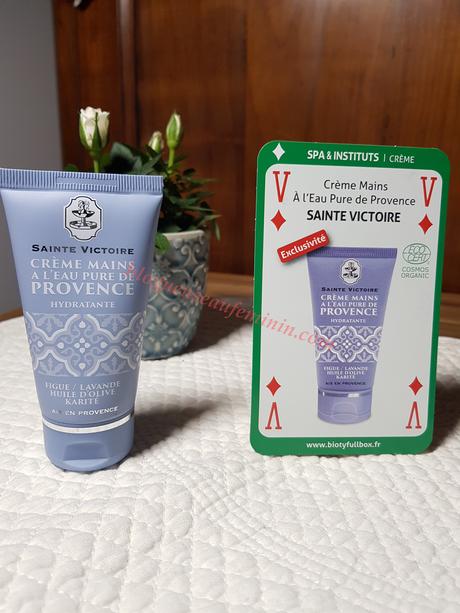 SAINTE VICTOIRE
CRÈME MAINS
A L'EAU PURE DE
PROVENCE
HYDRATANTE
FIGUE / LAVANDE
HUILE D'OLIVE
KARITÉ
AIX EN PROVENCE
SPA & INSTITUTS | CRÈME
V
V
Crème Mains
À l'Eau Pure de Provence
SAINTE VICTOIRE
Exclusivité
ECO
CERT
COSMOS
ORGANIC
SAINTE VICTOIRE
CRÈME MAINS
A L'EAU PURE DE
PROVENCE
HYDRATANTE
FIGUE / LAVANDE
HUILE D'OLIVE
KARITÉ
AIX EN PROVENCE
V
V
www.biotyfullbox.fr